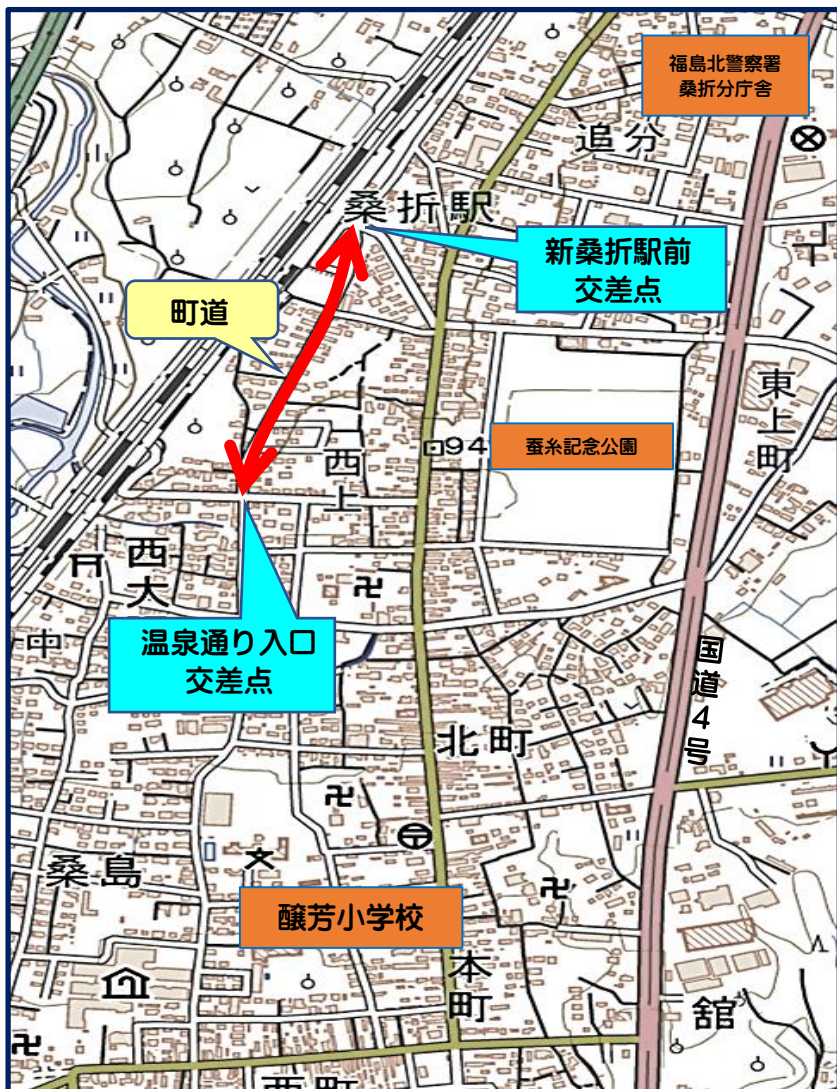 福島北警察署
桑折分庁舎
追分
桑折駅
新桑折駅前
交差点
町道
東上町
94
蚕糸記念公園
西上
西大
中
温泉通り入口
交差点
国道4号
北町
桑島
醸芳小学校
本町
舘
西町